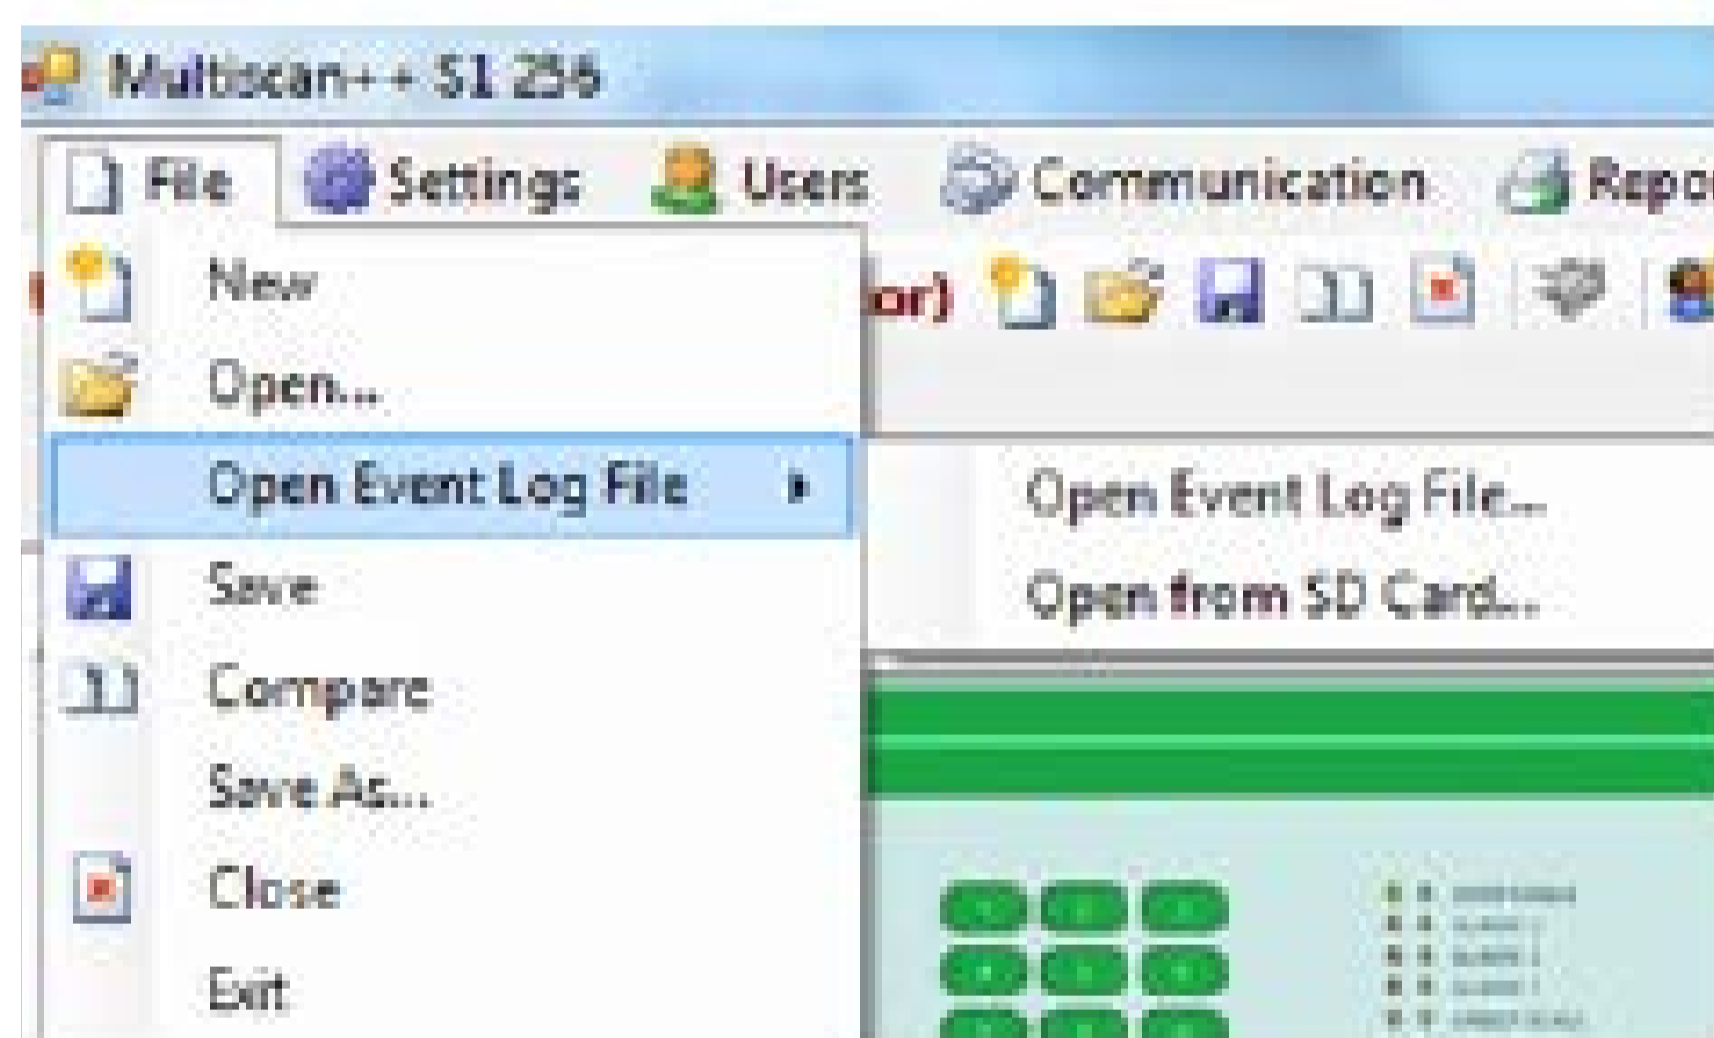 Multiscan++ S1 256
File Settings Users Communication Repo
New
or)
Open...
Open Event Log File
Open Event Log File...
Save
Open from SD Card...
Compare
Save As...
Close
Exit